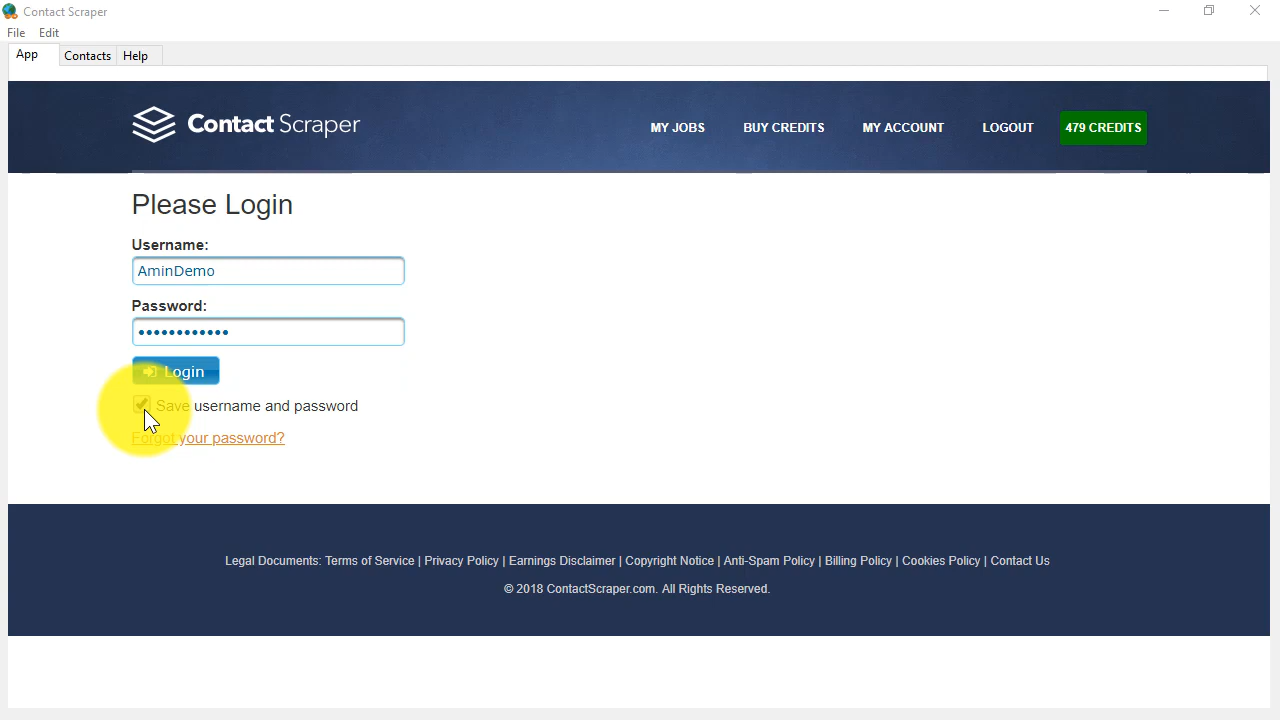 Contact Scraper
File Edit
App Contacts Help
Contact Scraper
MY JOBS BUY CREDITS MY ACCOUNT LOGOUT 479 CREDITS
Please Login
Username:
AminDemo
Password:
••••••••••••
Login
Save username and password
Forgot your password?
Legal Documents: Terms of Service | Privacy Policy | Earnings Disclaimer | Copyright Notice | Anti-Spam Policy | Billing Policy | Cookies Policy | Contact Us
© 2018 ContactScraper.com. All Rights Reserved.